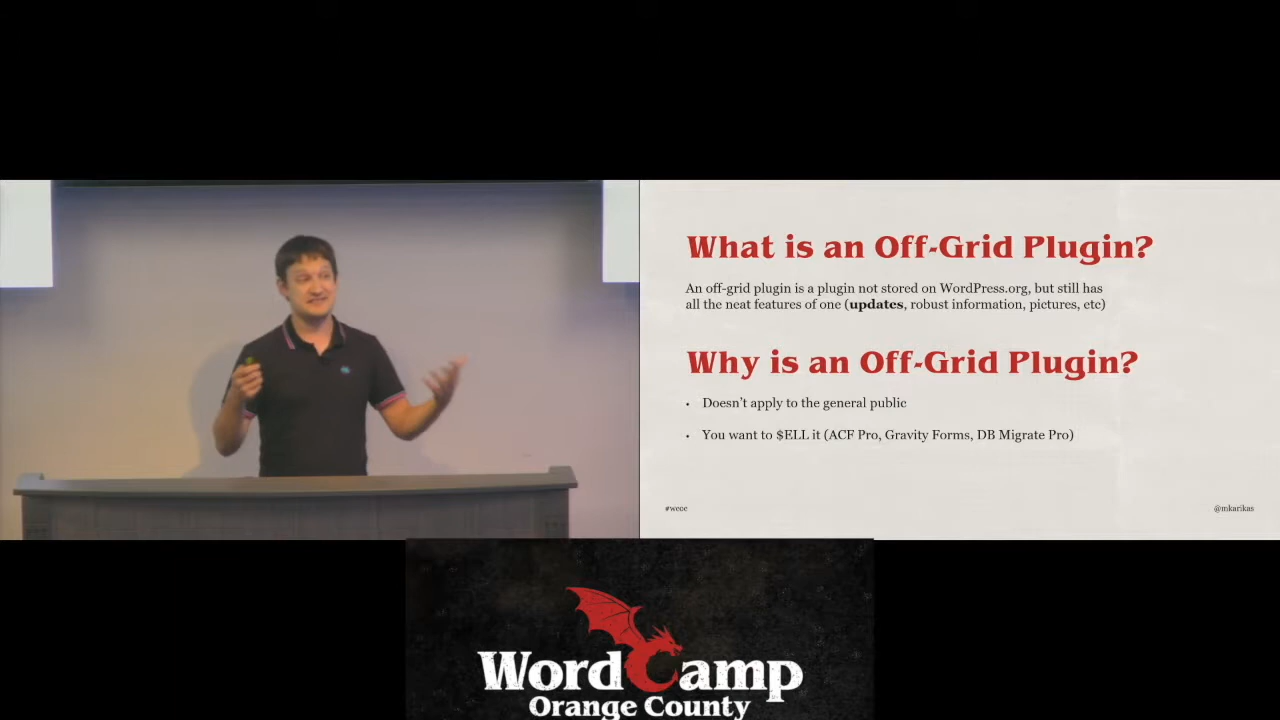 What is an Off-Grid Plugin?
An off-grid plugin is a plugin not stored on WordPress.org, but still has
all the neat features of one (updates, robust information, pictures, etc)
Why is an Off-Grid Plugin?
• Doesn't apply to the general public
• You want to $ELL it (ACF Pro, Gravity Forms, DB Migrate Pro)
#wcoc
@mkarikas
WordCamp
Orange County